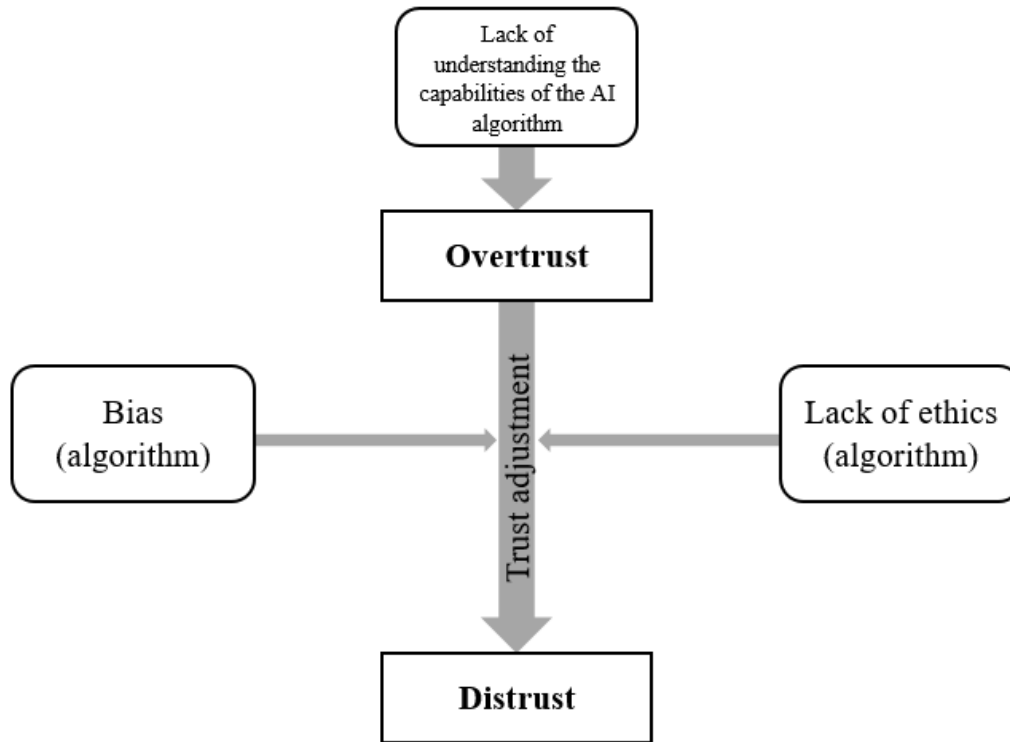 Lack of
understanding the
capabilities of the AI
algorithm
Overtrust
Trust adjustment
Bias
(algorithm)
Lack of ethics
(algorithm)
Distrust